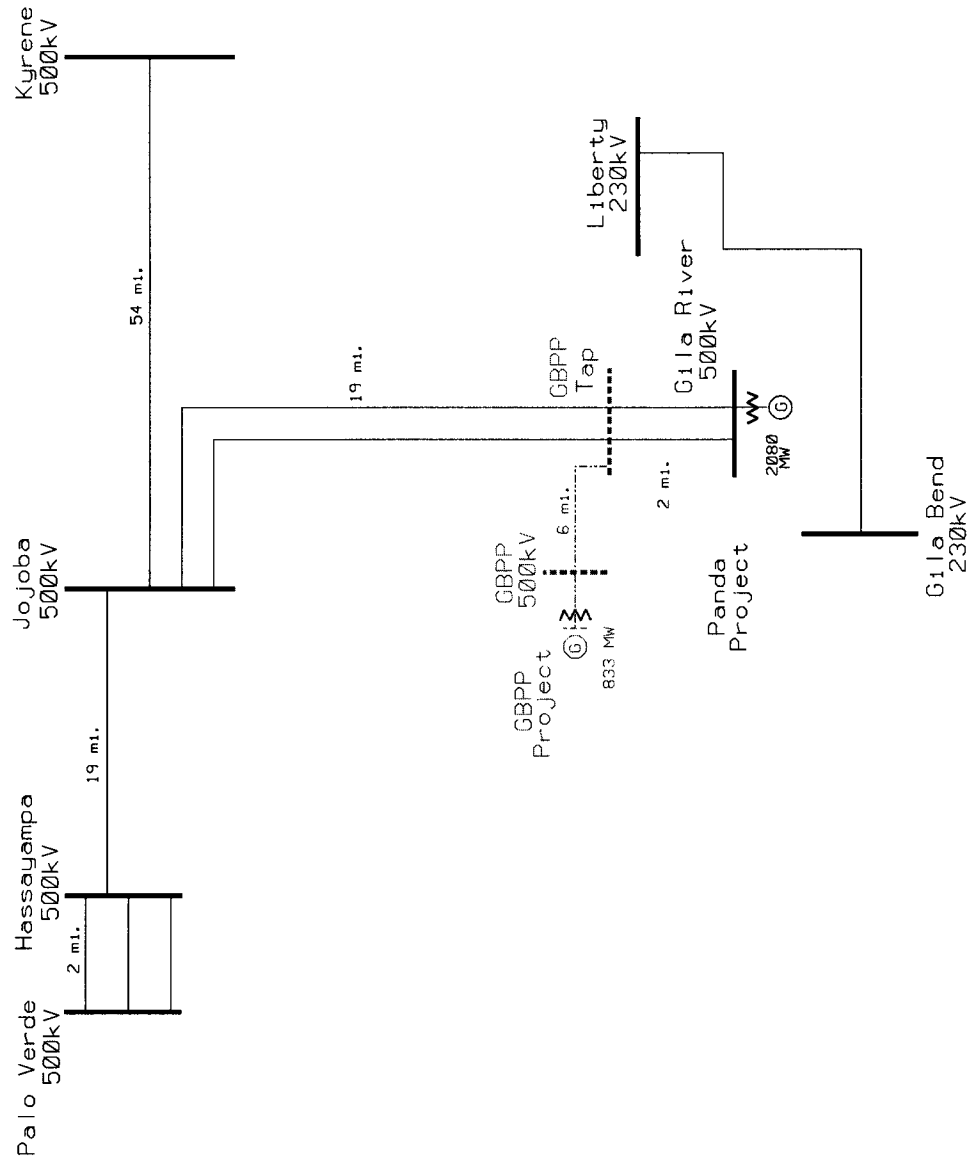 Palo Verde
500kV
Hassayampa
500kV
Jojoba
500kV
Kyrene
500kV
2 mi.
19 mi.
54 mi.
19 mi.
GBPP
Tap
Liberty
230kV
GBPP
500kV
6 mi.
GBPP
Project
G
833 MW
2 mi.
Gila River
500kV
G
2080
MW
Panda
Project
Gila Bend
230kV